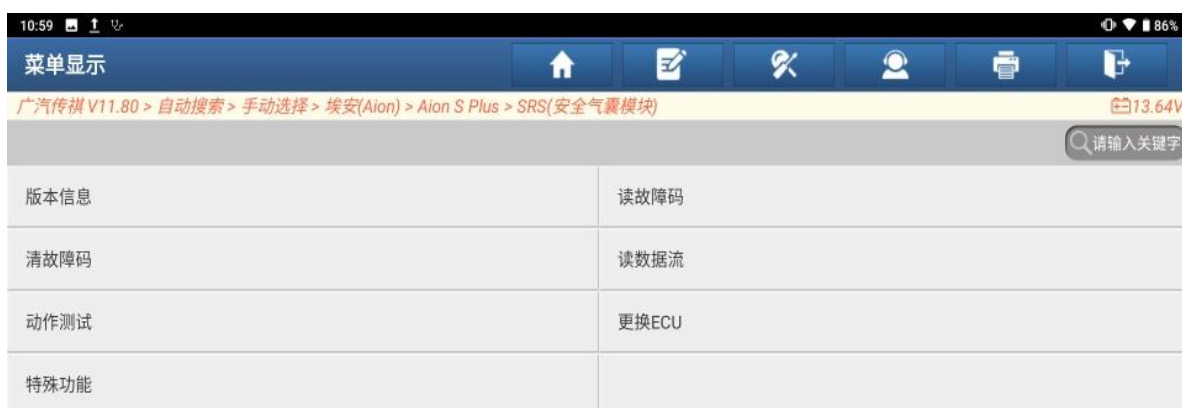 10:59 86%
菜单显示
广汽传祺 V11.80 > 自动搜索 > 手动选择 > 埃安(Aion) > Aion S Plus > SRS(安全气囊模块) 13.64V
请输入关键字
版本信息 读故障码
清故障码 读数据流
动作测试 更换ECU
特殊功能